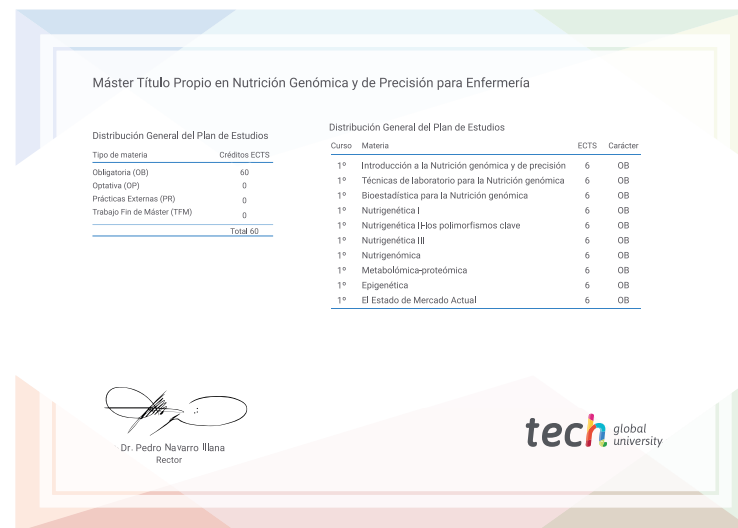 Máster Título Propio en Nutrición Genómica y de Precisión para Enfermería
Distribución General del Plan de Estudios
Tipo de materia Créditos ECTS
Obligatoria (OB) 60
Optativa (OP) 0
Prácticas Externas (PR) 0
Trabajo Fin de Máster (TFM) 0
Total 60
Distribución General del Plan de Estudios
Curso Materia ECTS Carácter
1º Introducción a la Nutrición genómica y de precisión 6 OB
1º Técnicas de laboratorio para la Nutrición genómica 6 OB
1º Bioestadística para la Nutrición genómica 6 OB
1º Nutrigenética I 6 OB
1º Nutrigenética II-los polimorfismos clave 6 OB
1º Nutrigenética III 6 OB
1º Nutrigenómica 6 OB
1º Metabolómica-proteómica 6 OB
1º Epigenética 6 OB
1º El Estado de Mercado Actual 6 OB
Dr. Pedro Navarro Illana
Rector
tech global university